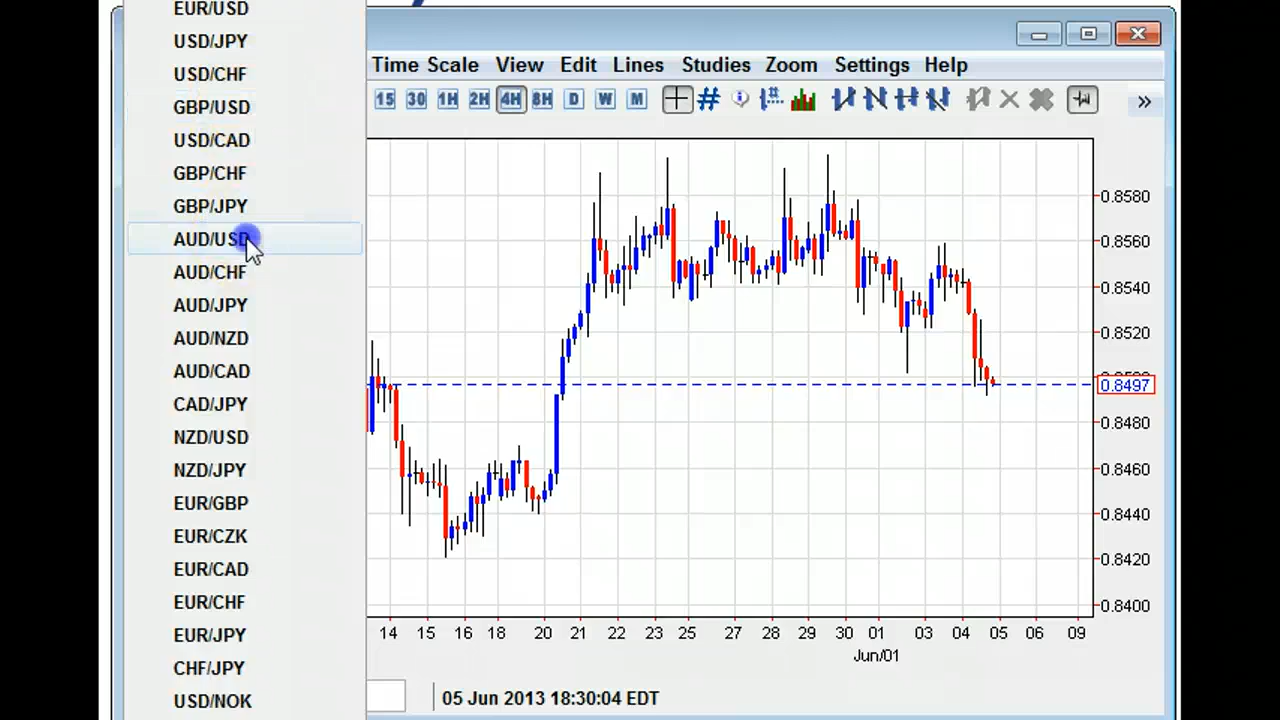 EUR/USD
USD/JPY
USD/CHF
GBP/USD
USD/CAD
GBP/CHF
GBP/JPY
AUD/USD
AUD/CHF
AUD/JPY
AUD/NZD
AUD/CAD
CAD/JPY
NZD/USD
NZD/JPY
EUR/GBP
EUR/CZK
EUR/CAD
EUR/CHF
EUR/JPY
CHF/JPY
USD/NOK
Time Scale View Edit Lines Studies Zoom Settings Help
15 30 1H 2H 4H 8H D W M
0.8580
0.8560
0.8540
0.8520
0.8497
0.8480
0.8460
0.8440
0.8420
0.8400
14 15 16 18 20 21 22 23 25 27 28 29 30 01 03 04 05 06 09
Jun/01
05 Jun 2013 18:30:04 EDT